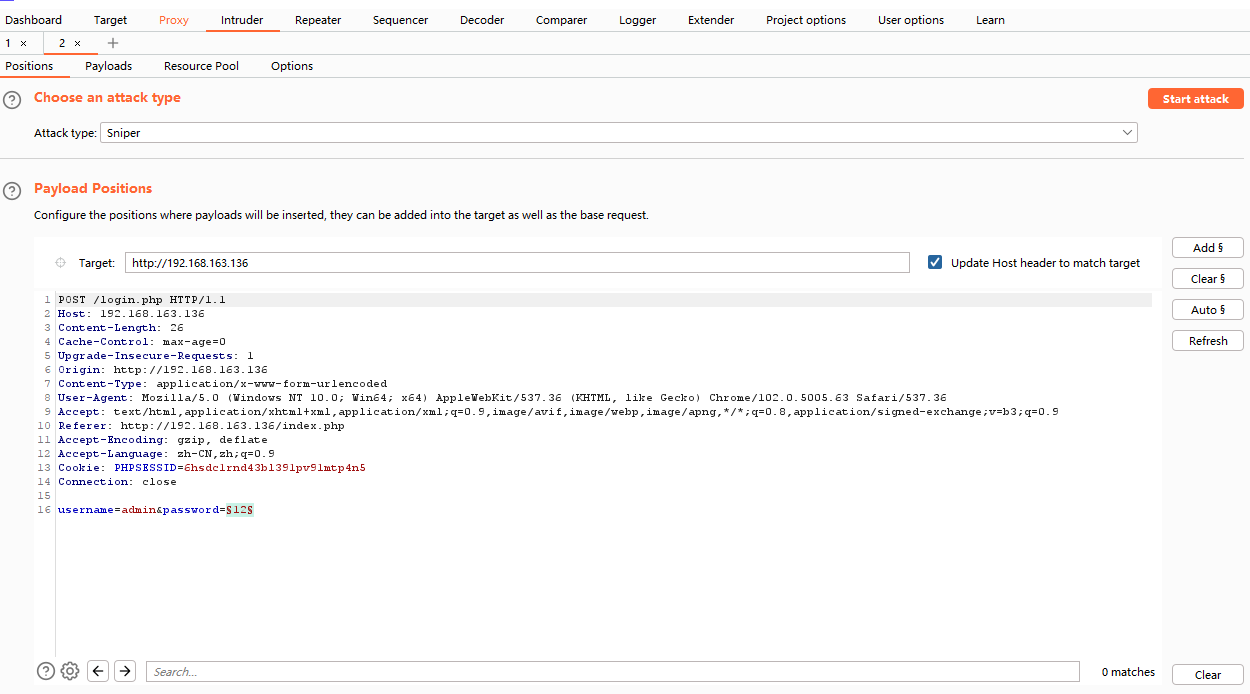 Dashboard Target Proxy Intruder Repeater Sequencer Decoder Comparer Logger Extender Project options User options Learn
1 × 2 × +
Positions Payloads Resource Pool Options
? Choose an attack type Start attack
Attack type: Sniper
? Payload Positions
Configure the positions where payloads will be inserted, they can be added into the target as well as the base request.
Target: http://192.168.163.136 Update Host header to match target
Add §
Clear §
Auto §
Refresh
1 POST /login.php HTTP/1.1
2 Host: 192.168.163.136
3 Content-Length: 26
4 Cache-Control: max-age=0
5 Upgrade-Insecure-Requests: 1
6 Origin: http://192.168.163.136
7 Content-Type: application/x-www-form-urlencoded
8 User-Agent: Mozilla/5.0 (Windows NT 10.0; Win64; x64) AppleWebKit/537.36 (KHTML, like Gecko) Chrome/102.0.5005.63 Safari/537.36
9 Accept: text/html,application/xhtml+xml,application/xml;q=0.9,image/avif,image/webp,image/apng,*/*;q=0.8,application/signed-exchange;v=b3;q=0.9
10 Referer: http://192.168.163.136/index.php
11 Accept-Encoding: gzip, deflate
12 Accept-Language: zh-CN,zh;q=0.9
13 Cookie: PHPSESSID=6hsdclrnd43bl39lpv9lmtp4n5
14 Connection: close
15
16 username=admin&password=§12§
? Search... 0 matches Clear